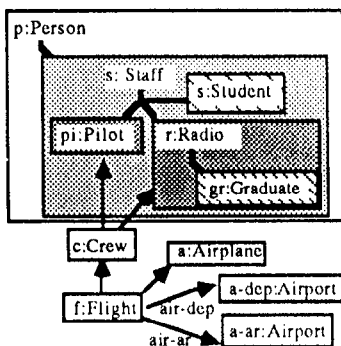 p:Person
s: Staff
s:Student
pi:Pilot
r:Radio
gr:Graduate
c:Crew
a:Airplane
f:Flight
air-dep
a-dep:Airport
air-ar
a-ar:Airport